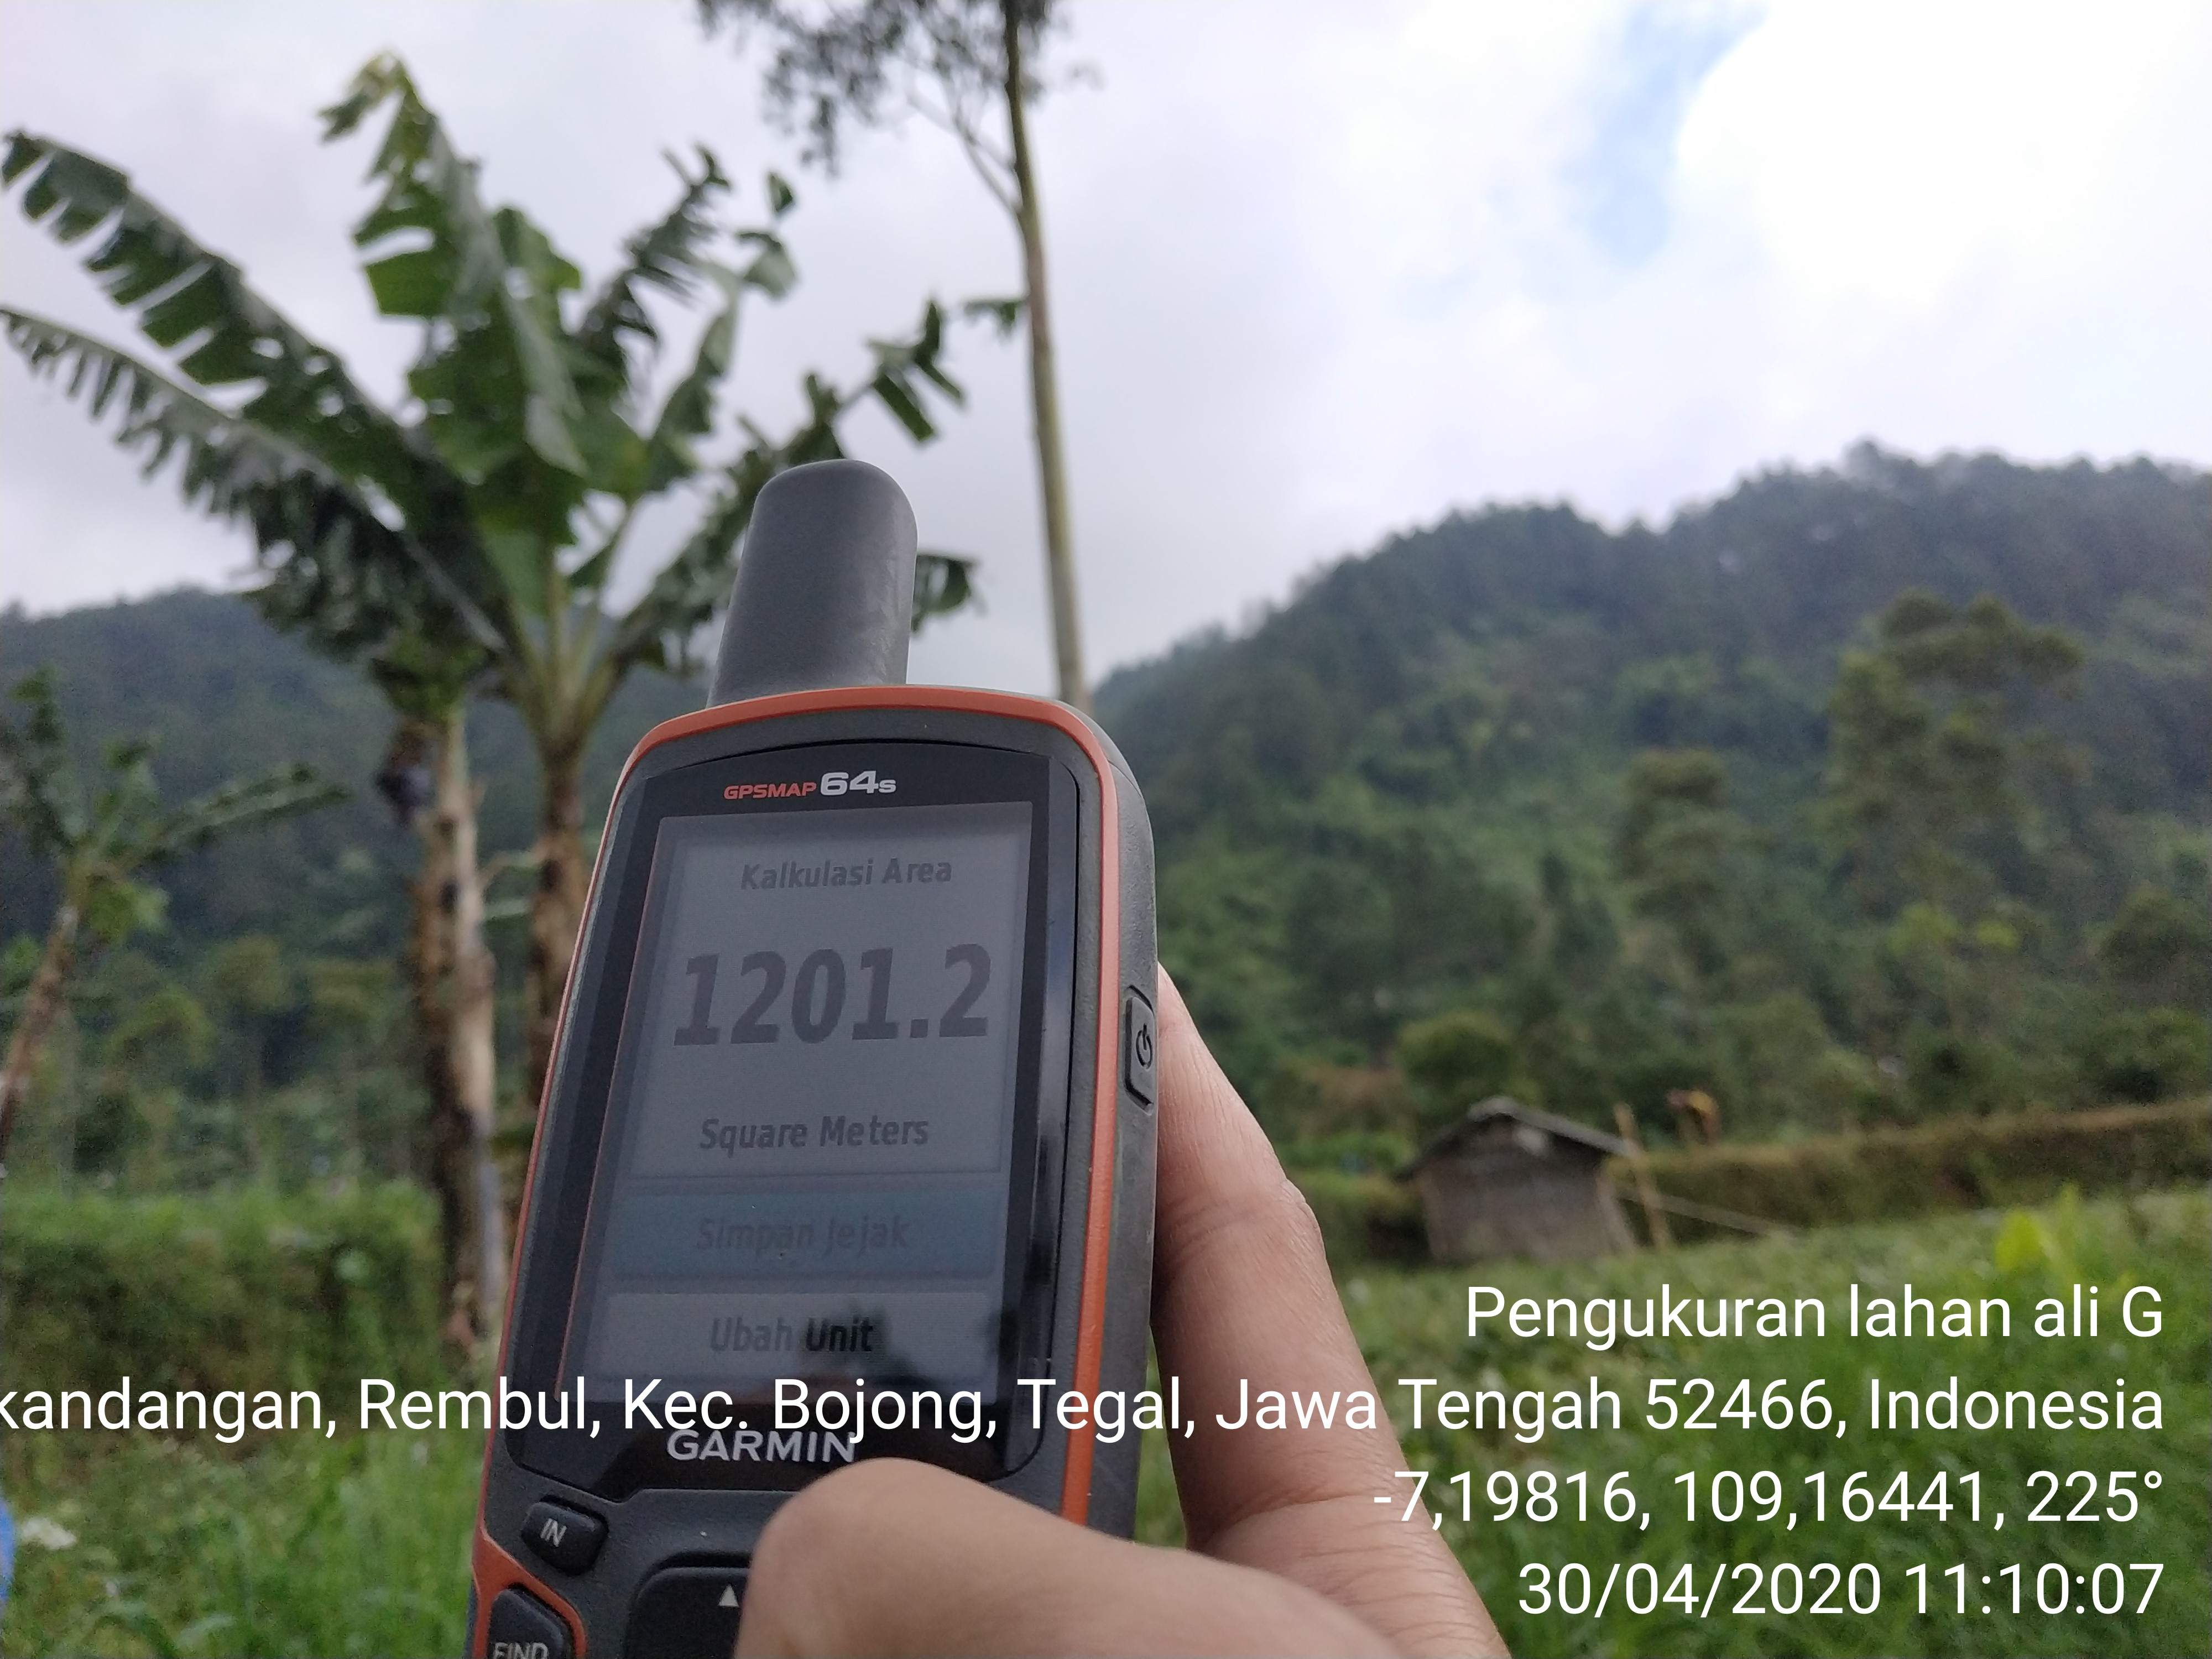 GPSMAP 64s
Kalkulasi Area
1201.2
Square Meters
Simpan Jejak
Ubah Unit
GARMIN
IN
FIND
Pengukuran lahan ali G
kandangan, Rembul, Kec. Bojong, Tegal, Jawa Tengah 52466, Indonesia
-7,19816, 109,16441, 225°
30/04/2020 11:10:07